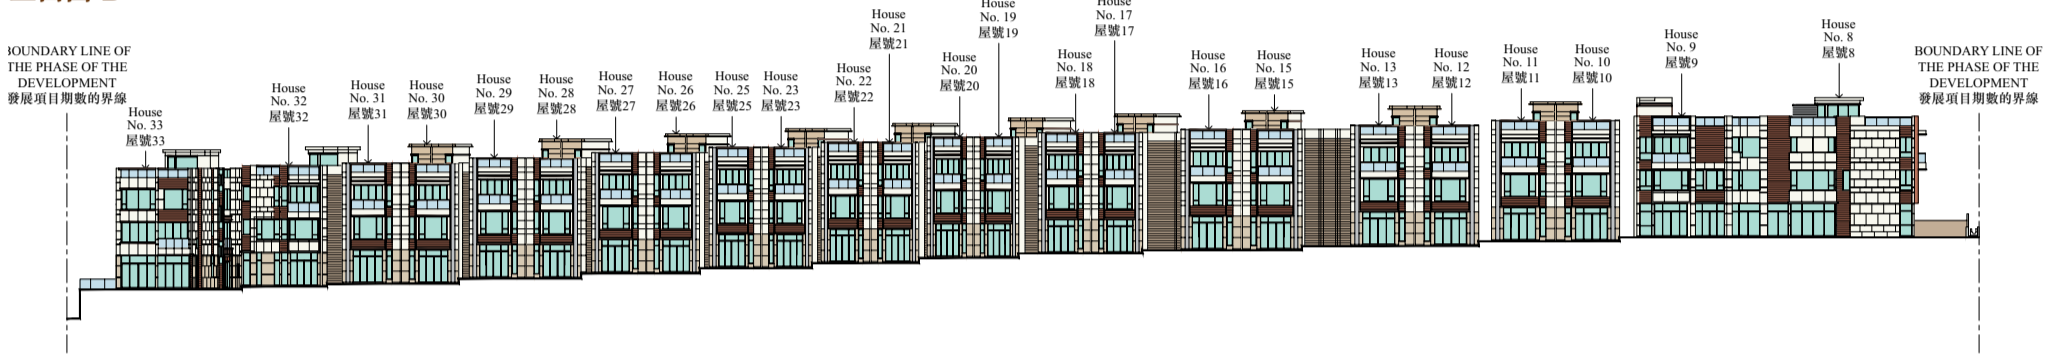 BOUNDARY LINE OF
THE PHASE OF THE
DEVELOPMENT
發展項目期數的界線
House
No. 33
屋號33
House
No. 32
屋號32
House
No. 31
屋號31
House
No. 30
屋號30
House
No. 29
屋號29
House
No. 28
屋號28
House
No. 27
屋號27
House
No. 26
屋號26
House
No. 25
屋號25
House
No. 23
屋號23
House
No. 22
屋號22
House
No. 21
屋號21
House
No. 20
屋號20
House
No. 19
屋號19
House
No. 18
屋號18
House
No. 17
屋號17
House
No. 16
屋號16
House
No. 15
屋號15
House
No. 13
屋號13
House
No. 12
屋號12
House
No. 11
屋號11
House
No. 10
屋號10
House
No. 9
屋號9
House
No. 8
屋號8
BOUNDARY LINE OF
THE PHASE OF THE
DEVELOPMENT
發展項目期數的界線